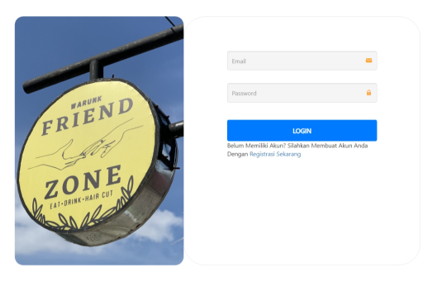 WARUNK
FRIEND
ZONE
EAT•DRINK•HAIR CUT
Email
Password
LOGIN
Belum Memiliki Akun? Silahkan Membuat Akun Anda
Dengan Registrasi Sekarang